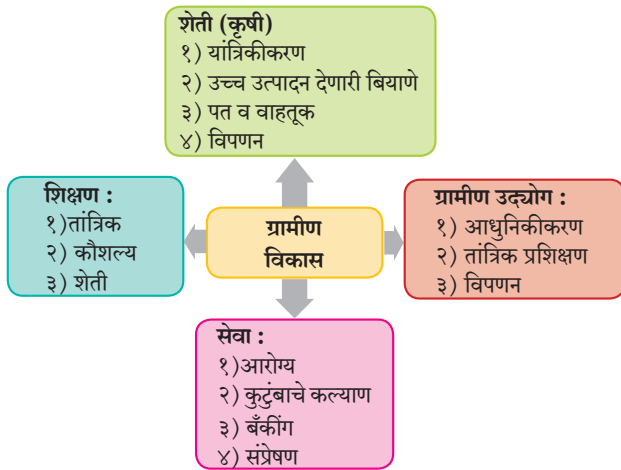 शेती (कृषी)
१) यांत्रिकीकरण
२) उच्च उत्पादन देणारी बियाणे
३) पत व वाहतूक
४) विपणन
शिक्षण :
१)तांत्रिक
२) कौशल्य
३) शेती
ग्रामीण
विकास
ग्रामीण उद्योग :
१) आधुनिकीकरण
२) तांत्रिक प्रशिक्षण
३) विपणन
सेवा :
१)आरोग्य
२) कुटुंबाचे कल्याण
३) बँकींग
४) संप्रेषण